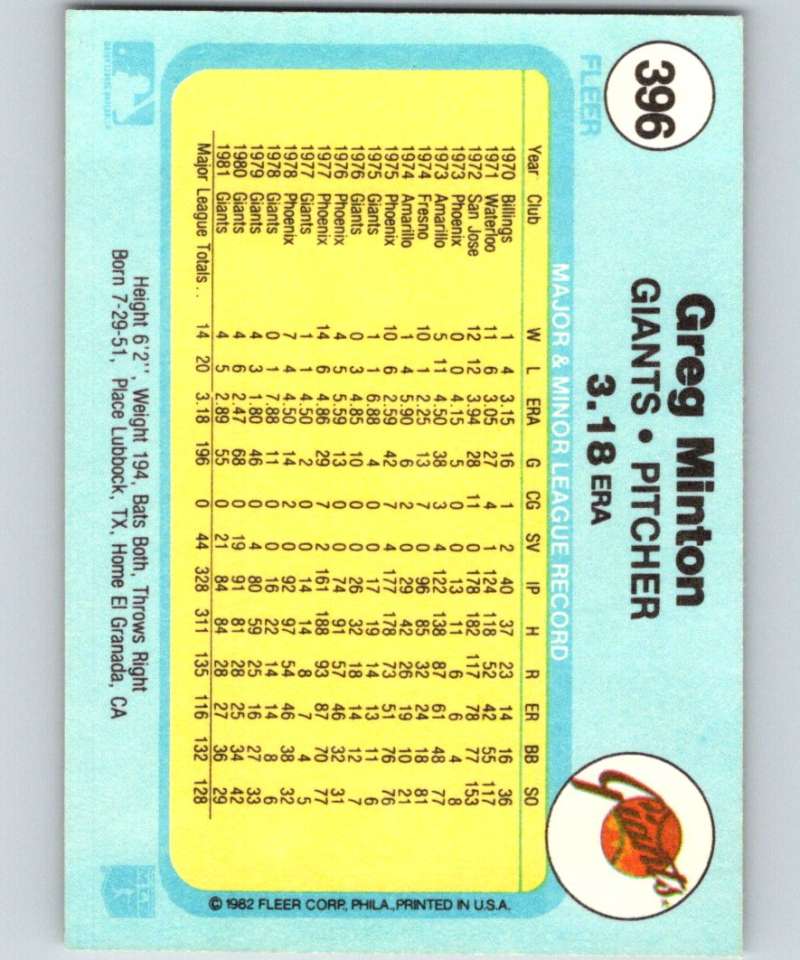 396
Greg Minton
GIANTS • PITCHER
3.18 ERA
Giants
FLEER
MAJOR & MINOR LEAGUE RECORD
Year Club W L ERA G CG SV IP H R ER BB SO
1970 Billings 1 4 3.15 16 1 2 40 37 23 14 16 36
1971 Waterloo 11 6 3.05 27 4 1 124 118 52 42 55 117
1972 San Jose 12 12 3.94 28 11 0 178 182 117 78 77 153
1973 Phoenix 0 0 4.15 5 0 0 13 11 6 6 4 8
1973 Amarillo 5 11 4.50 38 3 4 122 138 87 61 48 77
1974 Fresno 10 1 2.25 13 7 0 96 85 32 24 18 81
1974 Amarillo 1 4 5.90 6 2 0 29 42 26 19 10 21
1975 Phoenix 10 6 2.59 42 7 4 177 178 73 51 76 76
1975 Giants 1 1 6.88 4 0 0 17 19 14 13 11 6
1976 Giants 0 3 4.85 10 0 0 26 32 18 14 12 7
1976 Phoenix 4 5 5.59 13 0 0 74 91 57 46 32 31
1977 Phoenix 14 6 4.86 29 7 2 161 188 93 87 70 77
1977 Giants 1 1 4.50 2 0 0 14 14 8 7 4 5
1978 Phoenix 7 4 4.50 14 2 0 92 97 54 46 38 32
1978 Giants 0 1 7.88 11 0 0 16 22 14 14 8 6
1979 Giants 4 3 1.80 46 0 4 80 59 25 16 27 33
1980 Giants 4 6 2.47 68 0 19 91 81 28 25 34 42
1981 Giants 4 5 2.89 55 0 21 84 84 28 27 36 29
Major League Totals . . 14 20 3.18 196 0 44 328 311 135 116 132 128
© 1982 FLEER CORP., PHILA., PRINTED IN U.S.A.
Height 6'2", Weight 194, Bats Both, Throws Right
Born 7-29-51, Place Lubbock, TX, Home El Granada, CA